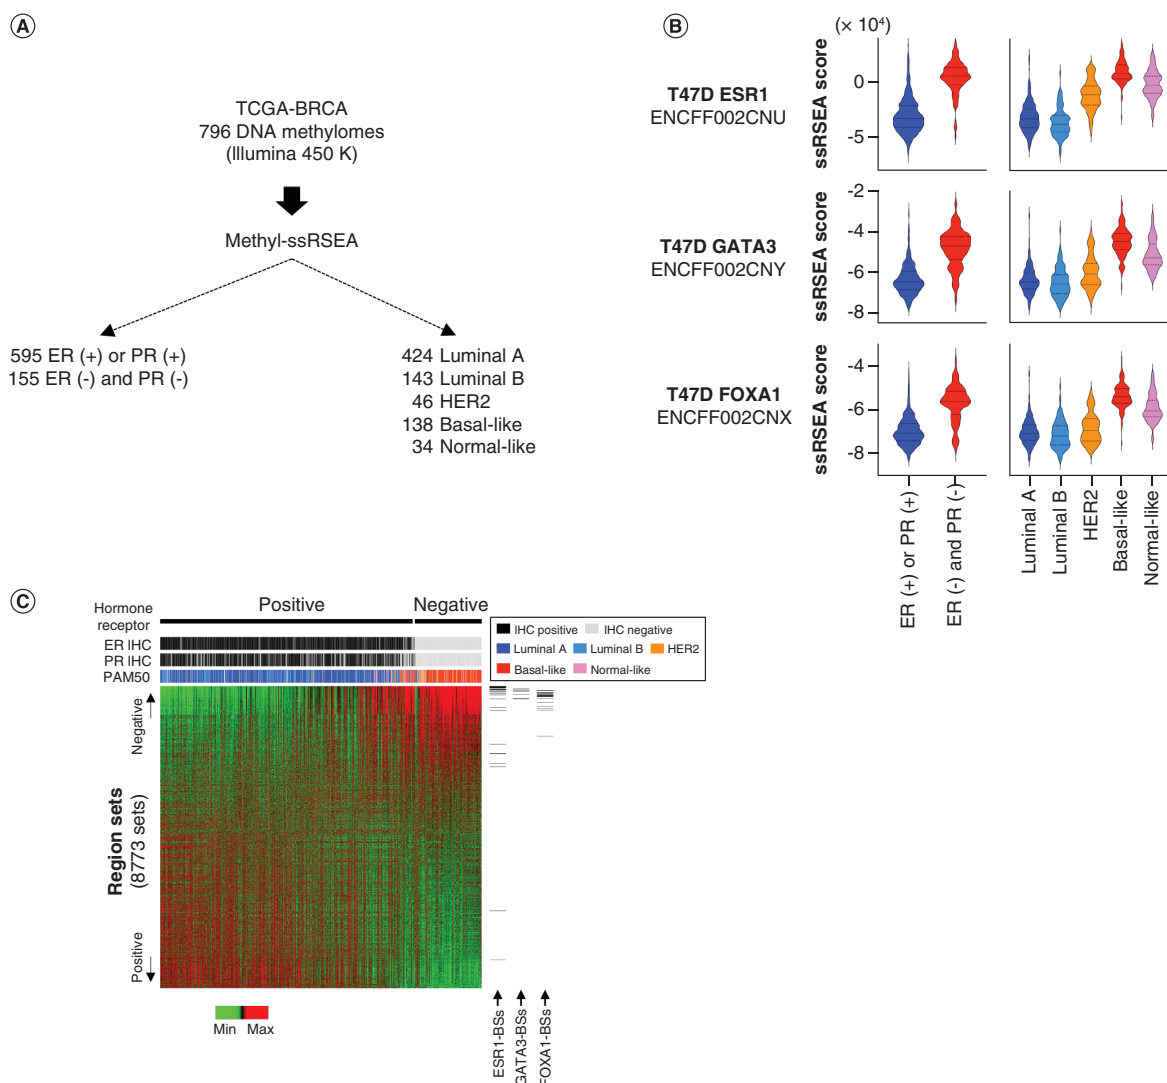 A
TCGA-BRCA
796 DNA methylomes
(Illumina 450 K)
Methyl-ssRSEA
595 ER (+) or PR (+)
155 ER (-) and PR (-)
424 Luminal A
143 Luminal B
46 HER2
138 Basal-like
34 Normal-like
B
(× 10⁴)
T47D ESR1
ENCFF002CNU
ssRSEA score
0
-5
T47D GATA3
ENCFF002CNY
ssRSEA score
-2
-4
-6
-8
T47D FOXA1
ENCFF002CNX
ssRSEA score
-4
-6
-8
ER (+) or PR (+)
ER (-) and PR (-)
Luminal A
Luminal B
HER2
Basal-like
Normal-like
C
Hormone
receptor
Positive
Negative
ER IHC
PR IHC
PAM50
IHC positive
IHC negative
Luminal A
Luminal B
HER2
Basal-like
Normal-like
Negative
Region sets
(8773 sets)
Positive
Min
Max
ESR1-BSs
GATA3-BSs
FOXA1-BSs